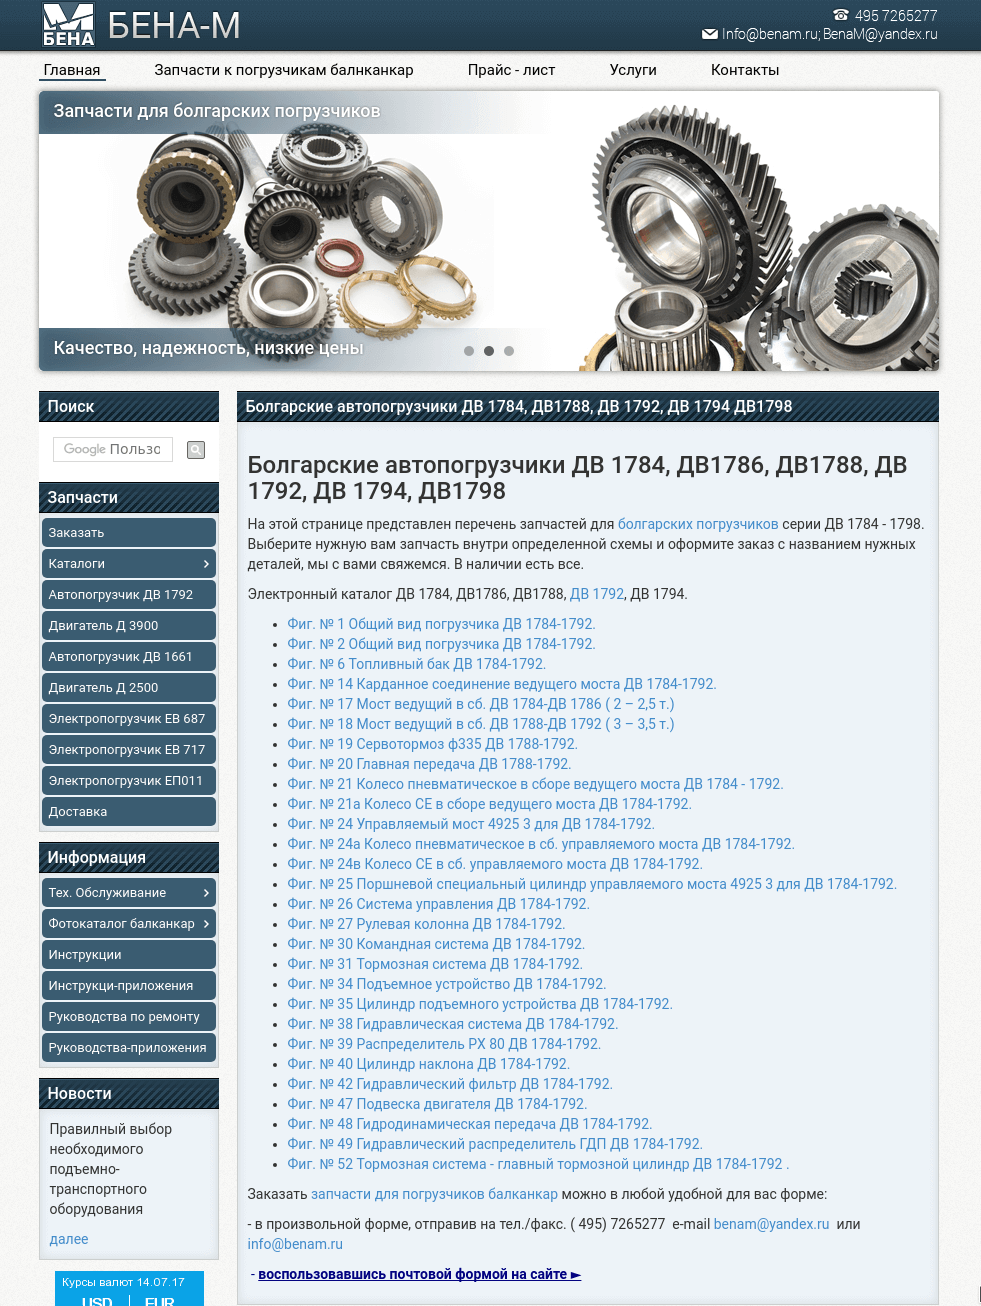 БЕНА
БЕНА-М
495 7265277
Info@benam.ru; BenaM@yandex.ru
Главная
Запчасти к погрузчикам балнканкар
Прайс - лист
Услуги
Контакты
Запчасти для болгарских погрузчиков
Качество, надежность, низкие цены
Поиск
Google Пользо
Запчасти
Заказать
Каталоги
Автопогрузчик ДВ 1792
Двигатель Д 3900
Автопогрузчик ДВ 1661
Двигатель Д 2500
Электропогрузчик ЕВ 687
Электропогрузчик ЕВ 717
Электропогрузчик ЕП011
Доставка
Информация
Тех. Обслуживание
Фотокаталог балканкар
Инструкции
Инструкци-приложения
Руководства по ремонту
Руководства-приложения
Новости
Правилный выбор
необходимого
подъемно-
транспортного
оборудования
далее
Курсы валют 14.07.17
USD EUR
Болгарские автопогрузчики ДВ 1784, ДВ1788, ДВ 1792, ДВ 1794 ДВ1798
Болгарские автопогрузчики ДВ 1784, ДВ1786, ДВ1788, ДВ
1792, ДВ 1794, ДВ1798
На этой странице представлен перечень запчастей для болгарских погрузчиков серии ДВ 1784 - 1798.
Выберите нужную вам запчасть внутри определенной схемы и оформите заказ с названием нужных
деталей, мы с вами свяжемся. В наличии есть все.
Электронный каталог ДВ 1784, ДВ1786, ДВ1788, ДВ 1792, ДВ 1794.
Фиг. № 1 Общий вид погрузчика ДВ 1784-1792.
Фиг. № 2 Общий вид погрузчика ДВ 1784-1792.
Фиг. № 6 Топливный бак ДВ 1784-1792.
Фиг. № 14 Карданное соединение ведущего моста ДВ 1784-1792.
Фиг. № 17 Мост ведущий в сб. ДВ 1784-ДВ 1786 ( 2 – 2,5 т.)
Фиг. № 18 Мост ведущий в сб. ДВ 1788-ДВ 1792 ( 3 – 3,5 т.)
Фиг. № 19 Сервотормоз ф335 ДВ 1788-1792.
Фиг. № 20 Главная передача ДВ 1788-1792.
Фиг. № 21 Колесо пневматическое в сборе ведущего моста ДВ 1784 - 1792.
Фиг. № 21а Колесо СЕ в сборе ведущего моста ДВ 1784-1792.
Фиг. № 24 Управляемый мост 4925 3 для ДВ 1784-1792.
Фиг. № 24а Колесо пневматическое в сб. управляемого моста ДВ 1784-1792.
Фиг. № 24в Колесо СЕ в сб. управляемого моста ДВ 1784-1792.
Фиг. № 25 Поршневой специальный цилиндр управляемого моста 4925 3 для ДВ 1784-1792.
Фиг. № 26 Система управления ДВ 1784-1792.
Фиг. № 27 Рулевая колонна ДВ 1784-1792.
Фиг. № 30 Командная система ДВ 1784-1792.
Фиг. № 31 Тормозная система ДВ 1784-1792.
Фиг. № 34 Подъемное устройство ДВ 1784-1792.
Фиг. № 35 Цилиндр подъемного устройства ДВ 1784-1792.
Фиг. № 38 Гидравлическая система ДВ 1784-1792.
Фиг. № 39 Распределитель РХ 80 ДВ 1784-1792.
Фиг. № 40 Цилиндр наклона ДВ 1784-1792.
Фиг. № 42 Гидравлический фильтр ДВ 1784-1792.
Фиг. № 47 Подвеска двигателя ДВ 1784-1792.
Фиг. № 48 Гидродинамическая передача ДВ 1784-1792.
Фиг. № 49 Гидравлический распределитель ГДП ДВ 1784-1792.
Фиг. № 52 Тормозная система - главный тормозной цилиндр ДВ 1784-1792 .
Заказать запчасти для погрузчиков балканкар можно в любой удобной для вас форме:
- в произвольной форме, отправив на тел./факс. ( 495) 7265277 e-mail benam@yandex.ru или
info@benam.ru
- воспользовавшись почтовой формой на сайте ►